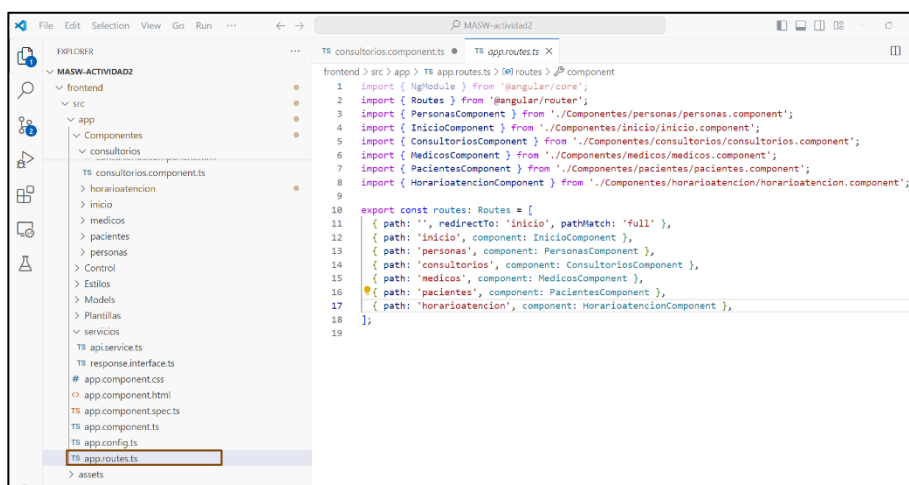 File Edit Selection View Go Run ...
MASW-actividad2
EXPLORER
MASW-ACTIVIDAD2
frontend
src
app
Componentes
consultorios
TS consultorios.component.ts
horarioatencion
inicio
medicos
pacientes
personas
Control
Estilos
Models
Plantillas
servicios
TS api.service.ts
TS response.interface.ts
# app.component.css
<> app.component.html
TS app.component.spec.ts
TS app.component.ts
TS app.config.ts
TS app.routes.ts
assets
TS consultorios.component.ts TS app.routes.ts
frontend > src > app > TS app.routes.ts > routes > component
1 import { NgModule } from '@angular/core';
2 import { Routes } from '@angular/router';
3 import { PersonasComponent } from './Componentes/personas/personas.component';
4 import { InicioComponent } from './Componentes/inicio/inicio.component';
5 import { ConsultoriosComponent } from './Componentes/consultorios/consultorios.component';
6 import { MedicosComponent } from './Componentes/medicos/medicos.component';
7 import { PacientesComponent } from './Componentes/pacientes/pacientes.component';
8 import { HorarioatencionComponent } from './Componentes/horarioatencion/horarioatencion.component';
9
10 export const routes: Routes = [
11 { path: '', redirectTo: 'inicio', pathMatch: 'full' },
12 { path: 'inicio', component: InicioComponent },
13 { path: 'personas', component: PersonasComponent },
14 { path: 'consultorios', component: ConsultoriosComponent },
15 { path: 'medicos', component: MedicosComponent },
16 { path: 'pacientes', component: PacientesComponent },
17 { path: 'horarioatencion', component: HorarioatencionComponent },
18 ];
19